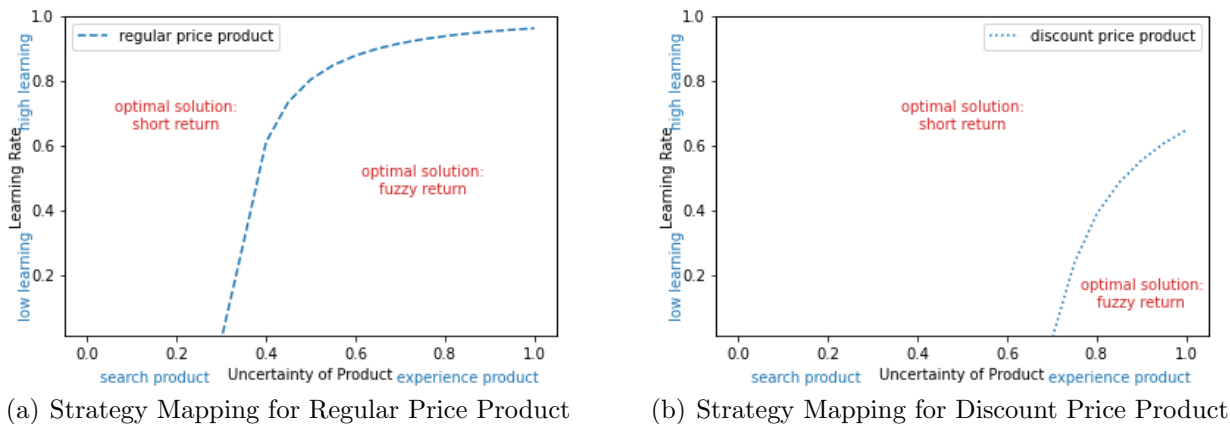 1.0
0.8
0.6
0.4
0.2
high learning
Learning Rate
low learning
regular price product
optimal solution:
short return
optimal solution:
fuzzy return
0.0 0.2 0.4 0.6 0.8 1.0
search product Uncertainty of Product experience product
(a) Strategy Mapping for Regular Price Product
1.0
0.8
0.6
0.4
0.2
high learning
Learning Rate
low learning
discount price product
optimal solution:
short return
optimal solution:
fuzzy return
0.0 0.2 0.4 0.6 0.8 1.0
search product Uncertainty of Product experience product
(b) Strategy Mapping for Discount Price Product